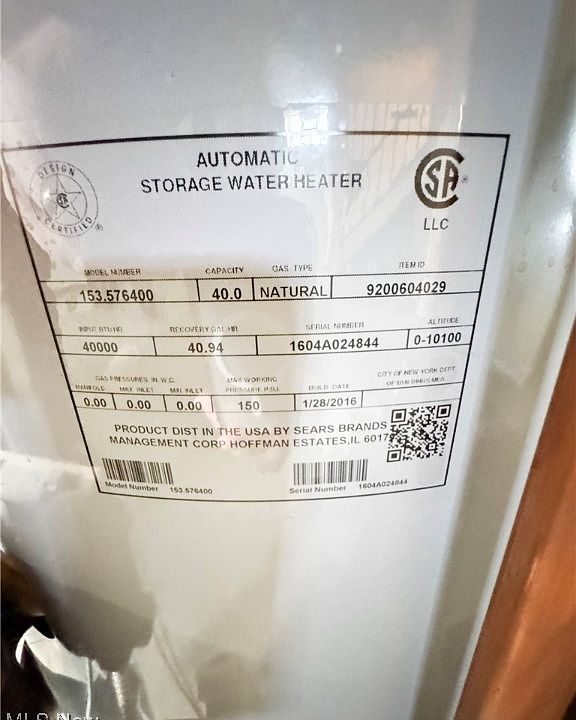 AUTOMATIC
STORAGE WATER HEATER
DESIGN
CERTIFIED
SA
LLC
MODEL NUMBER CAPACITY GAS TYPE ITEM ID
153.576400 40.0 NATURAL 9200604029
INPUT BTU/HR RECOVERY GAL/HR SERIAL NUMBER ALTITUDE
40000 40.94 1604A024844 0-10100
GAS PRESSURES IN. W.C. MAX WORKING BUILD DATE CITY OF NEW YORK DEPT
MANIFOLD MAX. INLET MIN. INLET PRESSURE P.S.I. OF BUILDINGS MEA
0.00 0.00 0.00 150 1/28/2016
PRODUCT DIST IN THE USA BY SEARS BRANDS
MANAGEMENT CORP HOFFMAN ESTATES,IL 6017
Model Number 153.576400 Serial Number 1604A024844
MLS Now